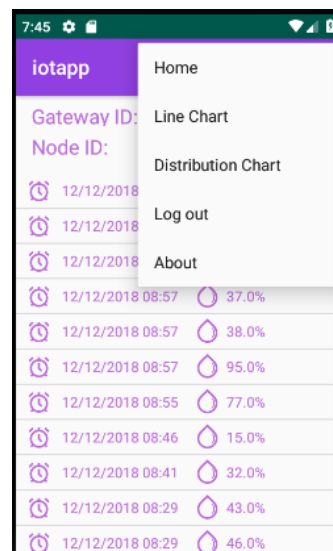 7:45
iotapp
Home
Gateway ID:
Line Chart
Node ID:
Distribution Chart
12/12/2018
12/12/2018
Log out
12/12/2018
About
12/12/2018 08:57 37.0%
12/12/2018 08:57 38.0%
12/12/2018 08:57 95.0%
12/12/2018 08:55 77.0%
12/12/2018 08:46 15.0%
12/12/2018 08:41 32.0%
12/12/2018 08:29 43.0%
12/12/2018 08:29 46.0%